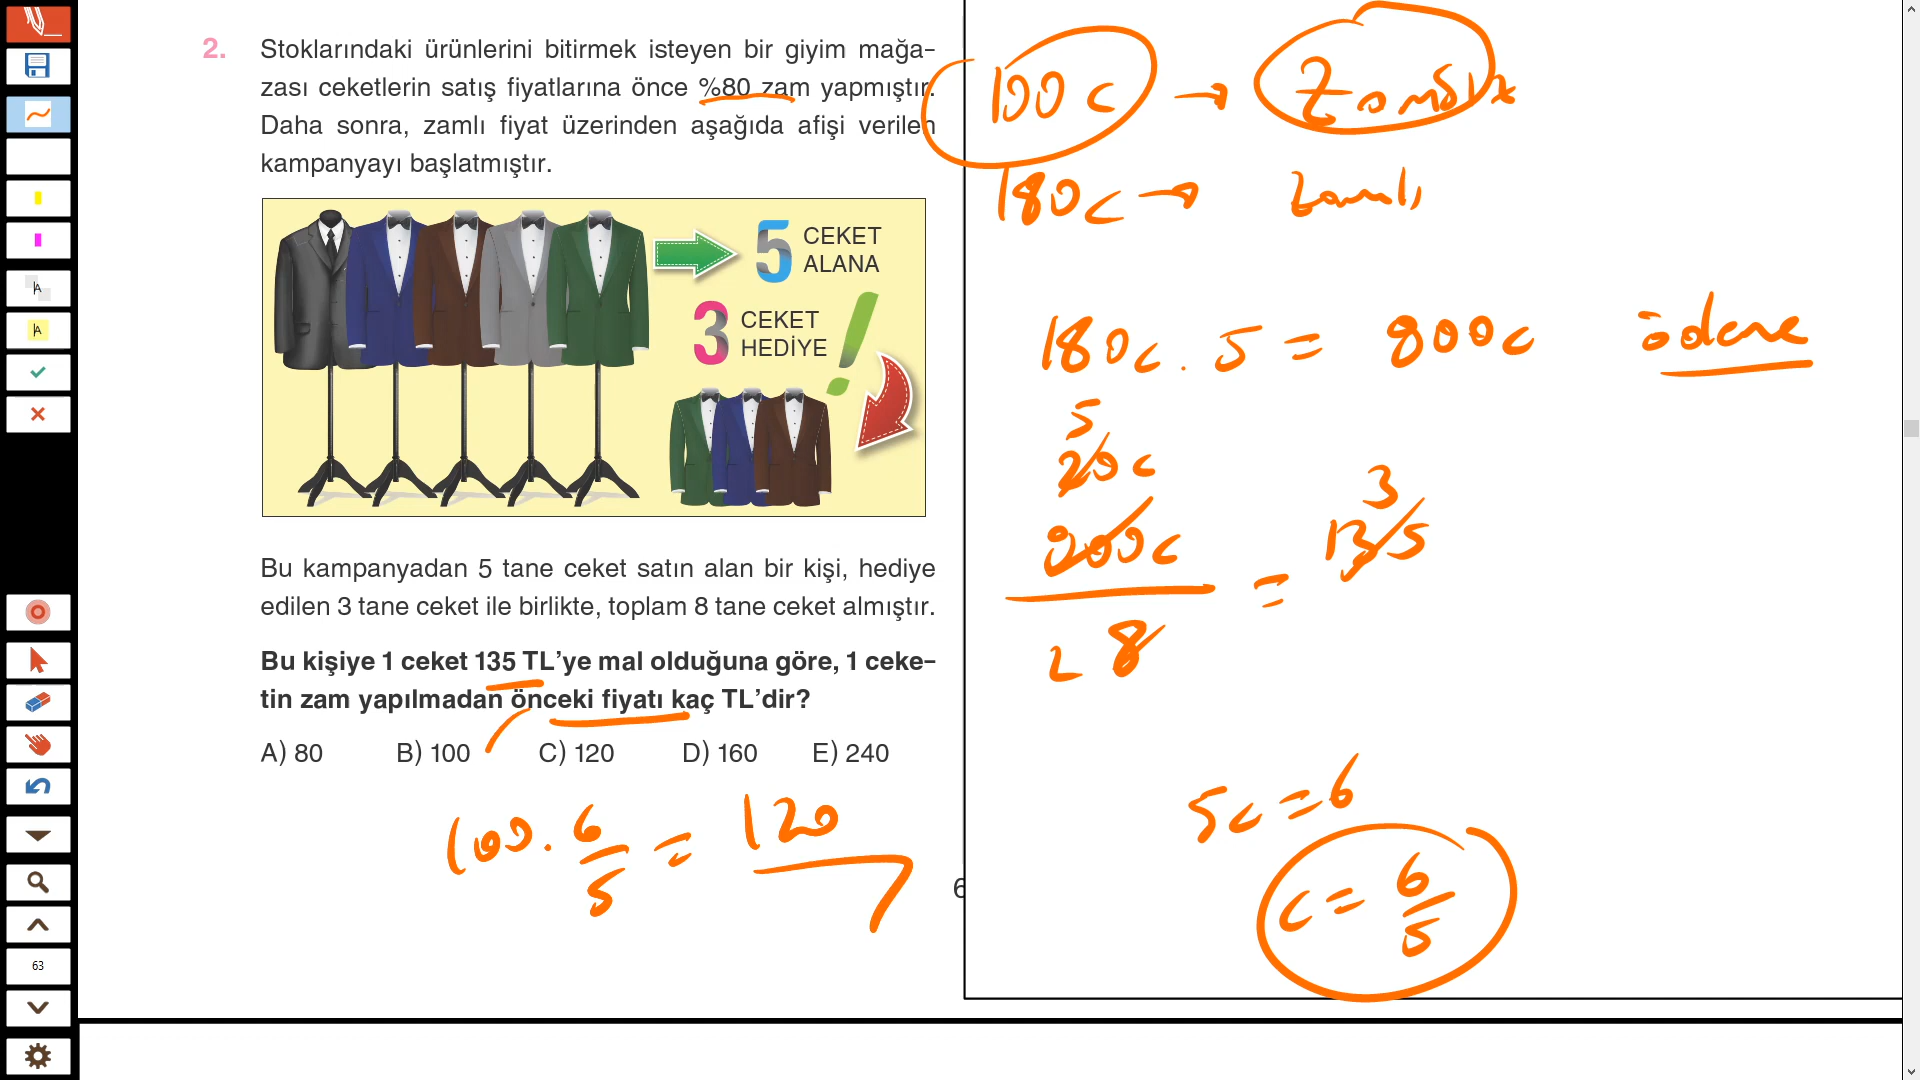 2. Stoklarındaki ürünlerini bitirmek isteyen bir giyim mağa-
zası ceketlerin satış fiyatlarına önce %80 zam yapmıştır.
Daha sonra, zamlı fiyat üzerinden aşağıda afişi verilen
kampanyayı başlatmıştır.
5 CEKET
ALANA
3 CEKET
HEDİYE !
Bu kampanyadan 5 tane ceket satın alan bir kişi, hediye
edilen 3 tane ceket ile birlikte, toplam 8 tane ceket almıştır.
Bu kişiye 1 ceket 135 TL'ye mal olduğuna göre, 1 ceke-
tin zam yapılmadan önceki fiyatı kaç TL'dir?
A) 80 B) 100 C) 120 D) 160 E) 240
100 . 6/5 = 120
6
100c → Zamsız
180c → Zamlı
180c . 5 = 900c ödene
5
20c
900c / 8 = 135
3
2
5c = 6
c = 6/5
63